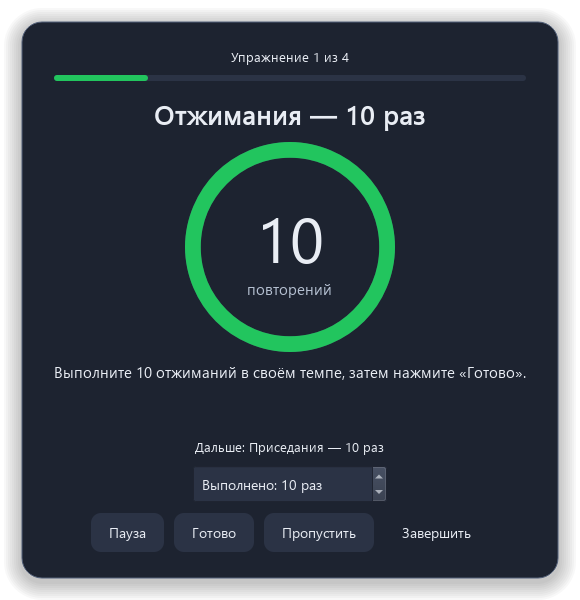 Упражнение 1 из 4
Отжимания — 10 раз
10
повторений
Выполните 10 отжиманий в своём темпе, затем нажмите «Готово».
Дальше: Приседания — 10 раз
Выполнено: 10 раз
Пауза Готово Пропустить Завершить